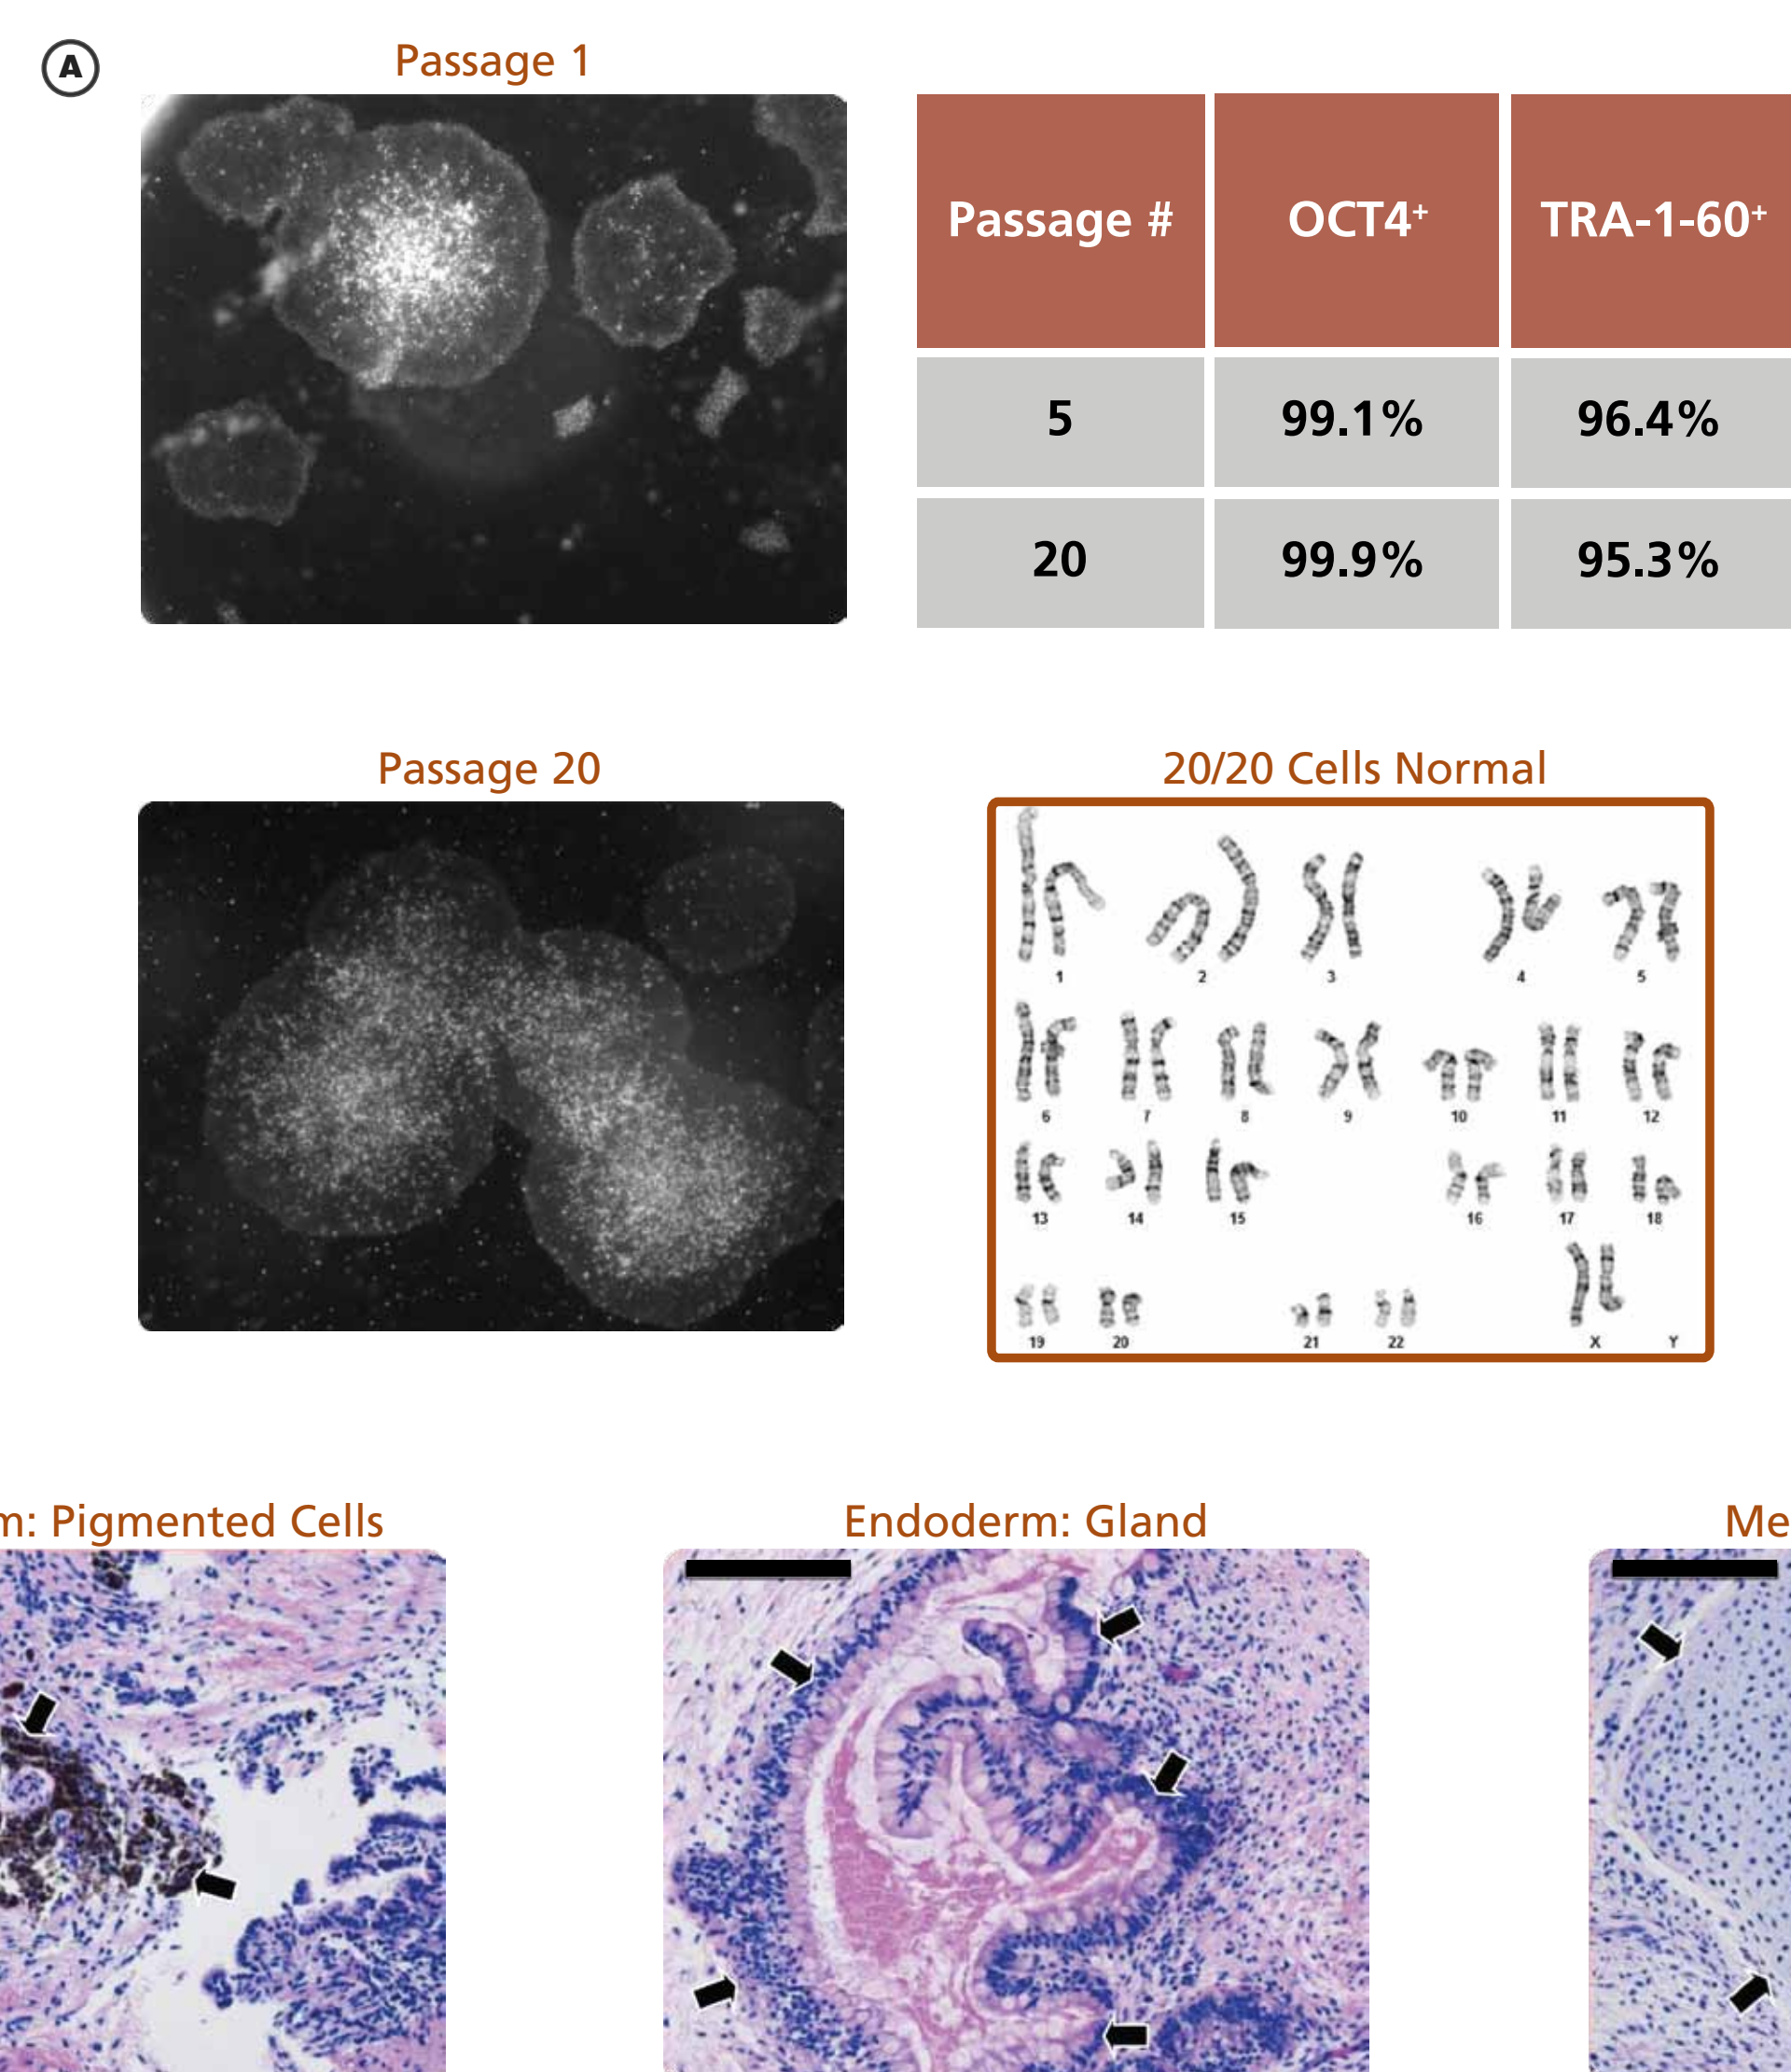 A
Passage 1
Passage # OCT4+ TRA-1-60+
5 99.1% 96.4%
20 99.9% 95.3%
Passage 20
20/20 Cells Normal
1 2 3 4 5
6 7 8 9 10 11 12
13 14 15 16 17 18
19 20 21 22 X Y
m: Pigmented Cells
Endoderm: Gland
Me